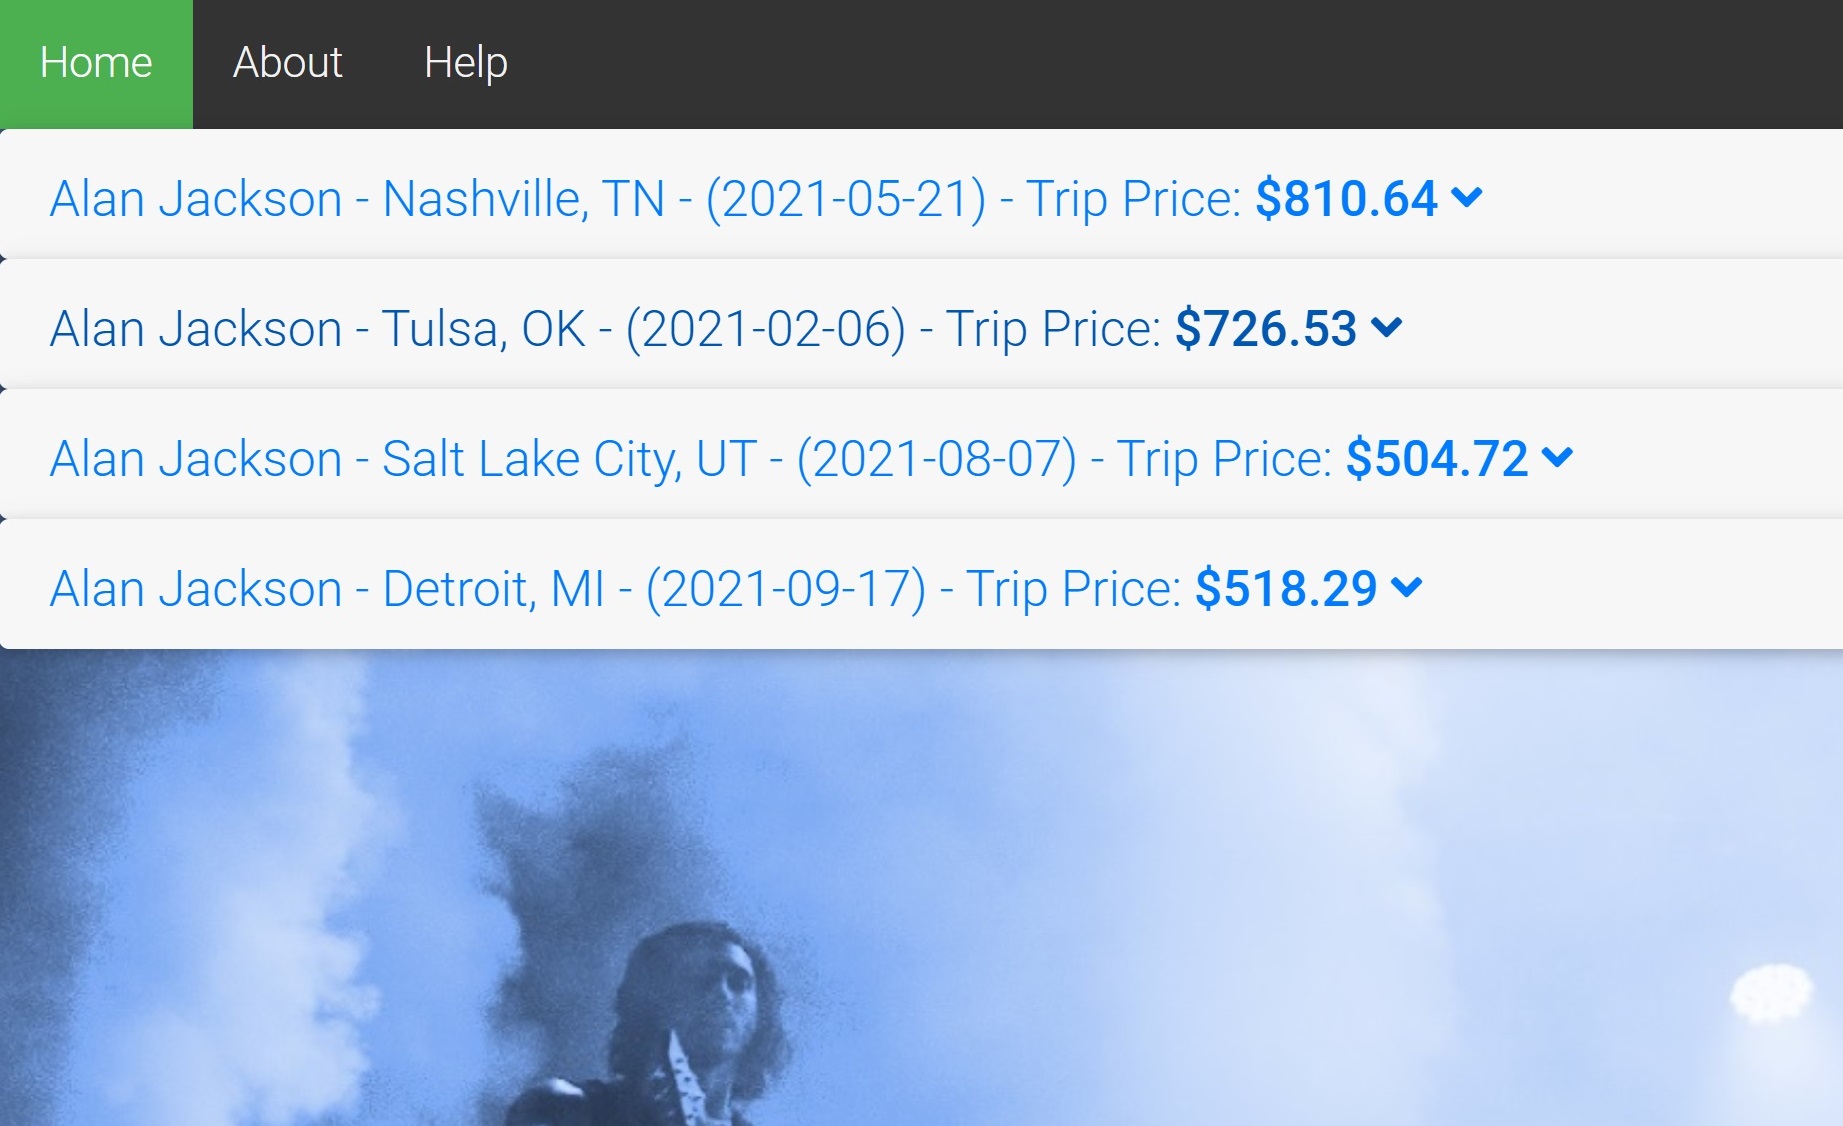 Home About Help
Alan Jackson - Nashville, TN - (2021-05-21) - Trip Price: $810.64
Alan Jackson - Tulsa, OK - (2021-02-06) - Trip Price: $726.53
Alan Jackson - Salt Lake City, UT - (2021-08-07) - Trip Price: $504.72
Alan Jackson - Detroit, MI - (2021-09-17) - Trip Price: $518.29